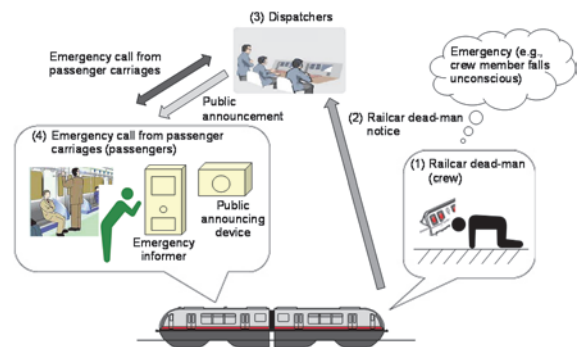 (3) Dispatchers
Emergency call from
passenger carriages
Public
announcement
Emergency (e.g.,
crew member falls
unconscious)
(2) Railcar dead-man
notice
(4) Emergency call from passenger
carriages (passengers)
Public
announcing
device
Emergency
informer
(1) Railcar dead-man
(crew)